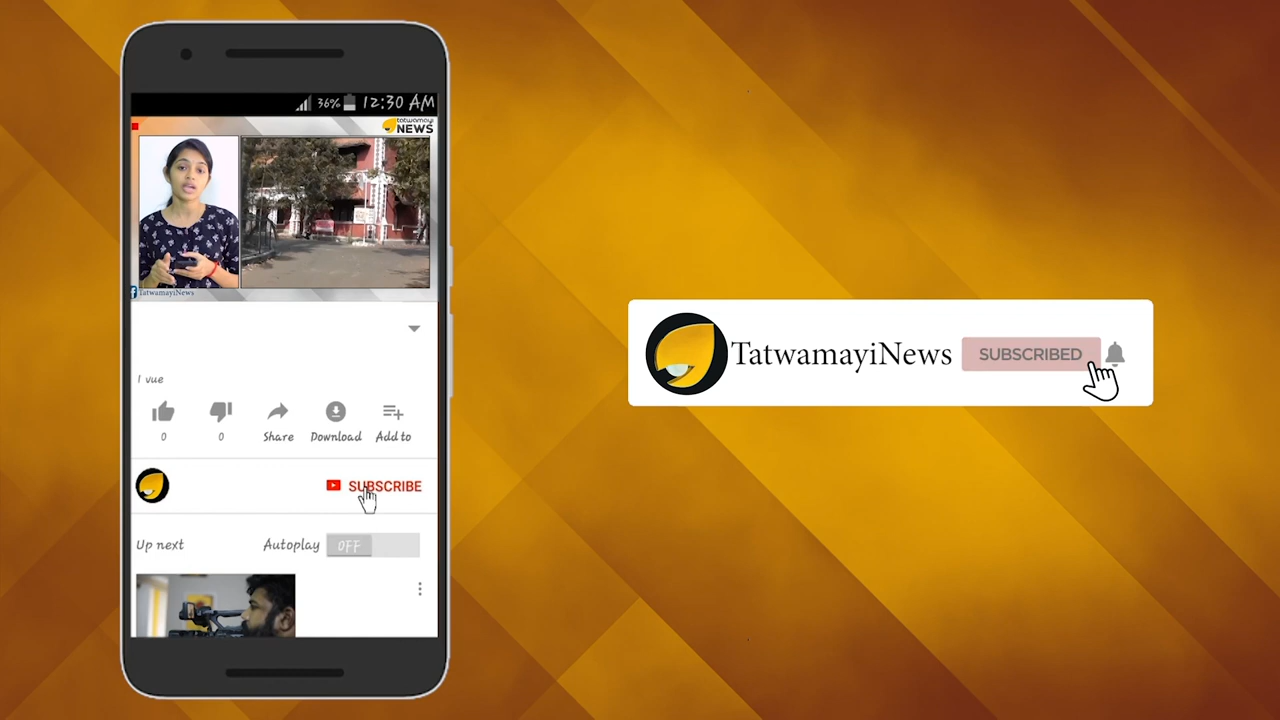 36% 12:30 AM
tatwamayi
NEWS
TatwamayiNews
1 vue
0 0 Share Download Add to
SUBSCRIBE
Up next Autoplay OFF
TatwamayiNews SUBSCRIBED